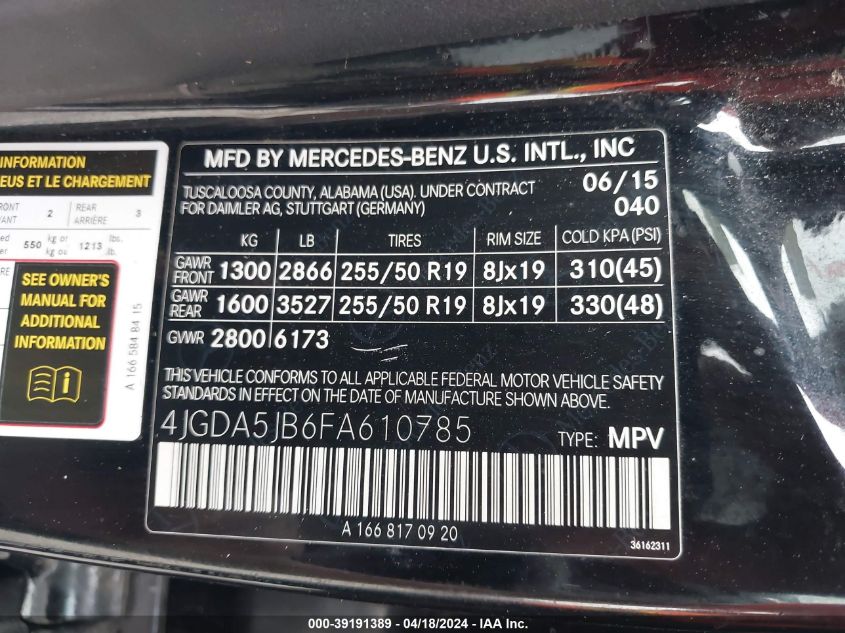 INFORMATION
EUS ET LE CHARGEMENT
2 REAR ARRIÈRE 3
550 kg or kg ou 1213 lbs. lb.
SEE OWNER'S
MANUAL FOR
ADDITIONAL
INFORMATION
A 166 584 84 15
MFD BY MERCEDES-BENZ U.S. INTL., INC
TUSCALOOSA COUNTY, ALABAMA (USA). UNDER CONTRACT 06/15
FOR DAIMLER AG, STUTTGART (GERMANY) 040
KG LB TIRES RIM SIZE COLD KPA (PSI)
GAWR FRONT 1300 2866 255/50 R19 8Jx19 310(45)
GAWR REAR 1600 3527 255/50 R19 8Jx19 330(48)
GVWR 2800 6173
THIS VEHICLE CONFORMS TO ALL APPLICABLE FEDERAL MOTOR VEHICLE SAFETY
STANDARDS IN EFFECT ON THE DATE OF MANUFACTURE SHOWN ABOVE.
4JGDA5JB6FA610785 TYPE: MPV
A 166 817 09 20
36162311
000-39191389 / 04/18/2024 - © IAA Inc.